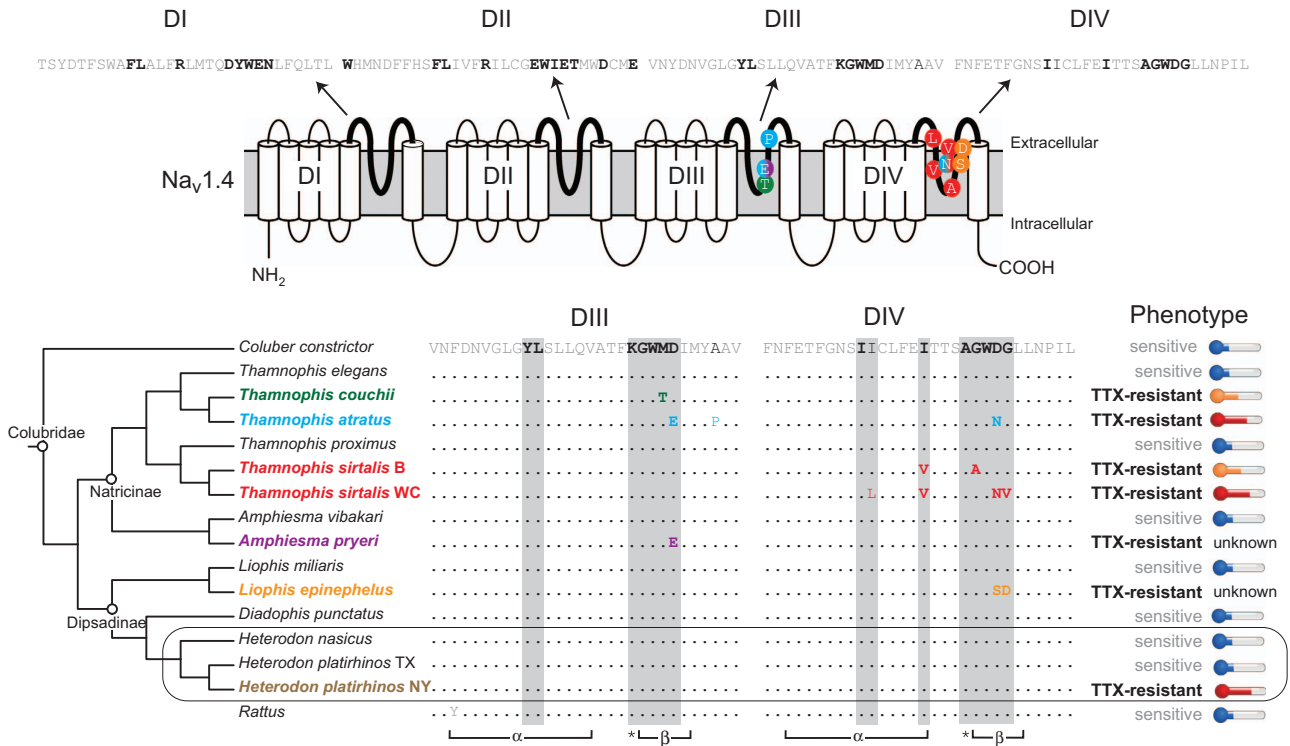 DI DII DIII DIV
TSYDTFSWAFLALFRLMTQDYWENLFQLTL WHMNDFFHSFLIVFRILCGEWIETMWDCME VNYDNVGLGYLSLLQVATFKGWMDIMYAAV FNFETFGNSIICLFEITTSAGWDGLLNPIL
P
E
T
L
V
D
V
N
S
A
Extracellular
Nav1.4
DI DII DIII DIV
Intracellular
NH2
COOH
DIII DIV Phenotype
Coluber constrictor VNFDNVGLGYLSLLQVATFKGWMDIMYAAV FNFETFGNSIICLFEITTSAGWDGLLNPIL sensitive
Thamnophis elegans .............................. .............................. sensitive
Thamnophis couchii ......................T....... .............................. TTX-resistant
Thamnophis atratus .......................E...P.. ......................N....... TTX-resistant
Colubridae
Thamnophis proximus .............................. .............................. sensitive
Thamnophis sirtalis B .............................. ...............V....A......... TTX-resistant
Natricinae
Thamnophis sirtalis WC .............................. ..........L....V......NV...... TTX-resistant
Amphiesma vibakari .............................. .............................. sensitive
Amphiesma pryeri .......................E...... .............................. TTX-resistant unknown
Liophis miliaris .............................. .............................. sensitive
Liophis epinephelus .............................. ......................SD...... TTX-resistant unknown
Dipsadinae
Diadophis punctatus .............................. .............................. sensitive
Heterodon nasicus .............................. .............................. sensitive
Heterodon platirhinos TX .............................. .............................. sensitive
Heterodon platirhinos NY .............................. .............................. TTX-resistant
Rattus ..Y........................... .............................. sensitive
α * β α * β